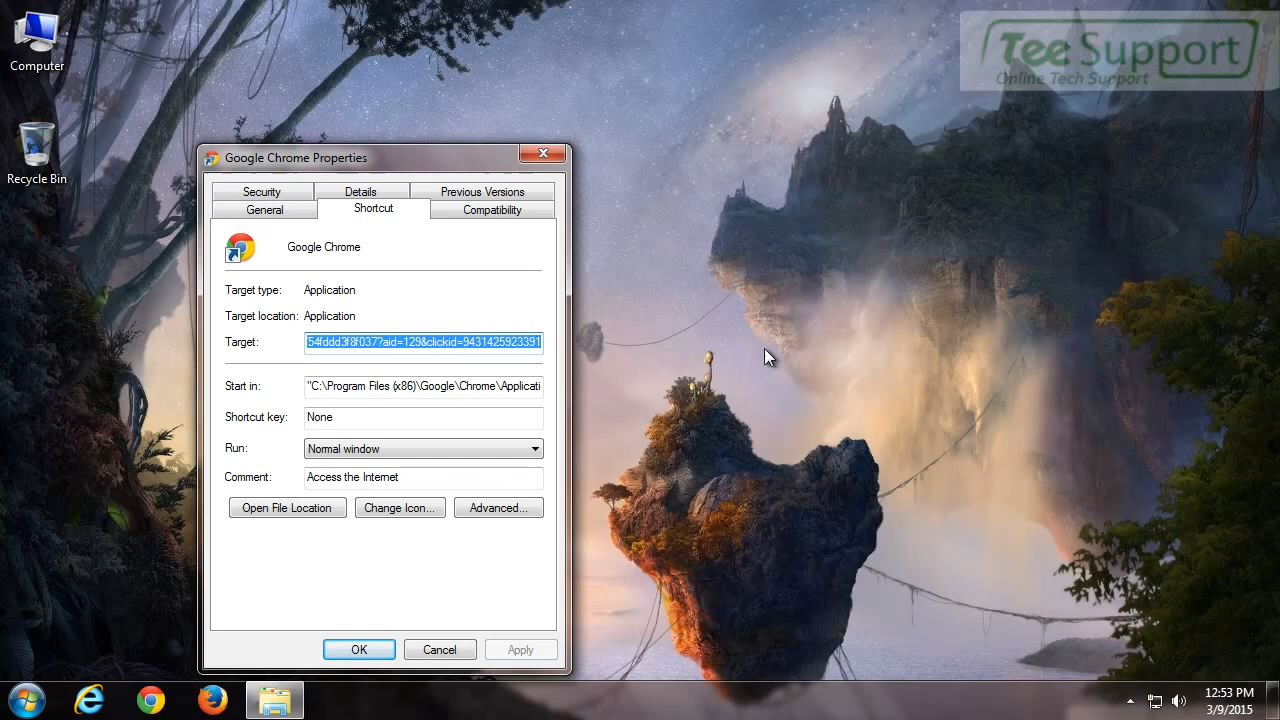 Computer
Recycle Bin
Tee Support
Online Tech Support
Google Chrome Properties
Security
Details
Previous Versions
General
Shortcut
Compatibility
Google Chrome
Target type: Application
Target location: Application
Target: 54fddd3f8f037?aid=129&clickid=9431425923391
Start in: "C:\Program Files (x86)\Google\Chrome\Applicati
Shortcut key: None
Run: Normal window
Comment: Access the Internet
Open File Location
Change Icon...
Advanced...
OK
Cancel
Apply
12:53 PM
3/9/2015